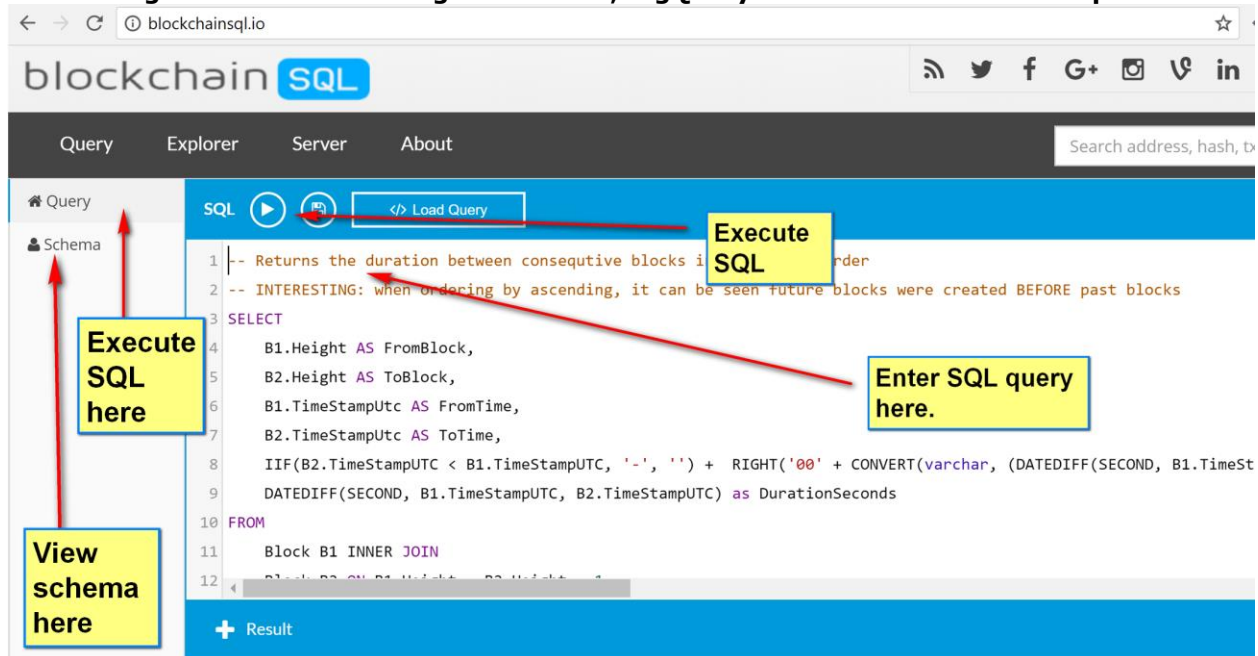 blockchainsql.io
blockchain SQL
Query Explorer Server About
Search address, hash, tx
Query
Schema
SQL </> Load Query
Execute
SQL
1 -- Returns the duration between consequtive blocks i rder
2 -- INTERESTING: when ordering by ascending, it can be seen future blocks were created BEFORE past blocks
3 SELECT
4 B1.Height AS FromBlock,
5 B2.Height AS ToBlock,
6 B1.TimeStampUtc AS FromTime,
7 B2.TimeStampUtc AS ToTime,
8 IIF(B2.TimeStampUTC < B1.TimeStampUTC, '-', '') + RIGHT('00' + CONVERT(varchar, (DATEDIFF(SECOND, B1.TimeSt
9 DATEDIFF(SECOND, B1.TimeStampUTC, B2.TimeStampUTC) as DurationSeconds
10 FROM
11 Block B1 INNER JOIN
12
Execute
SQL
here
Enter SQL query
here.
View
schema
here
Result